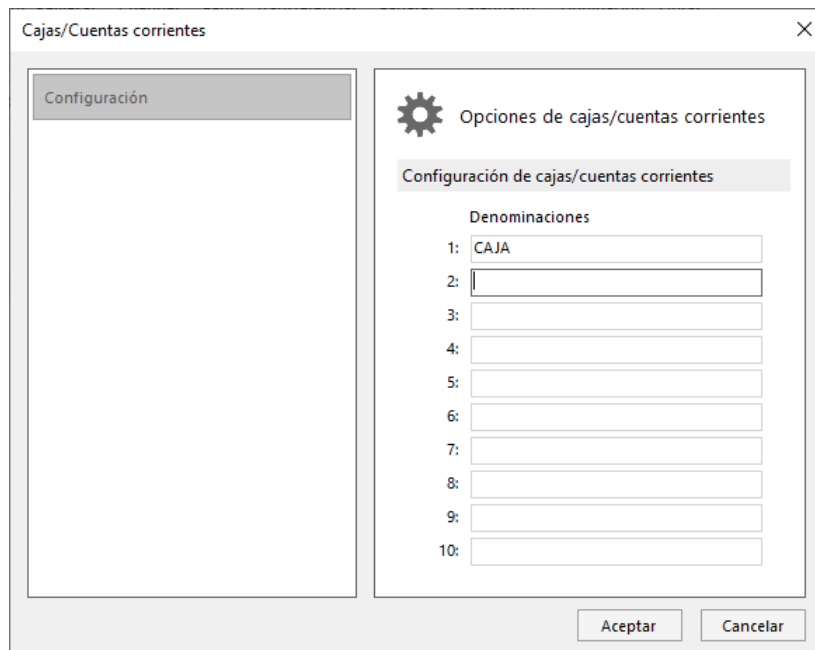 Cajas/Cuentas corrientes
Configuración
Opciones de cajas/cuentas corrientes
Configuración de cajas/cuentas corrientes
Denominaciones
1: CAJA
2:
3:
4:
5:
6:
7:
8:
9:
10:
Aceptar Cancelar